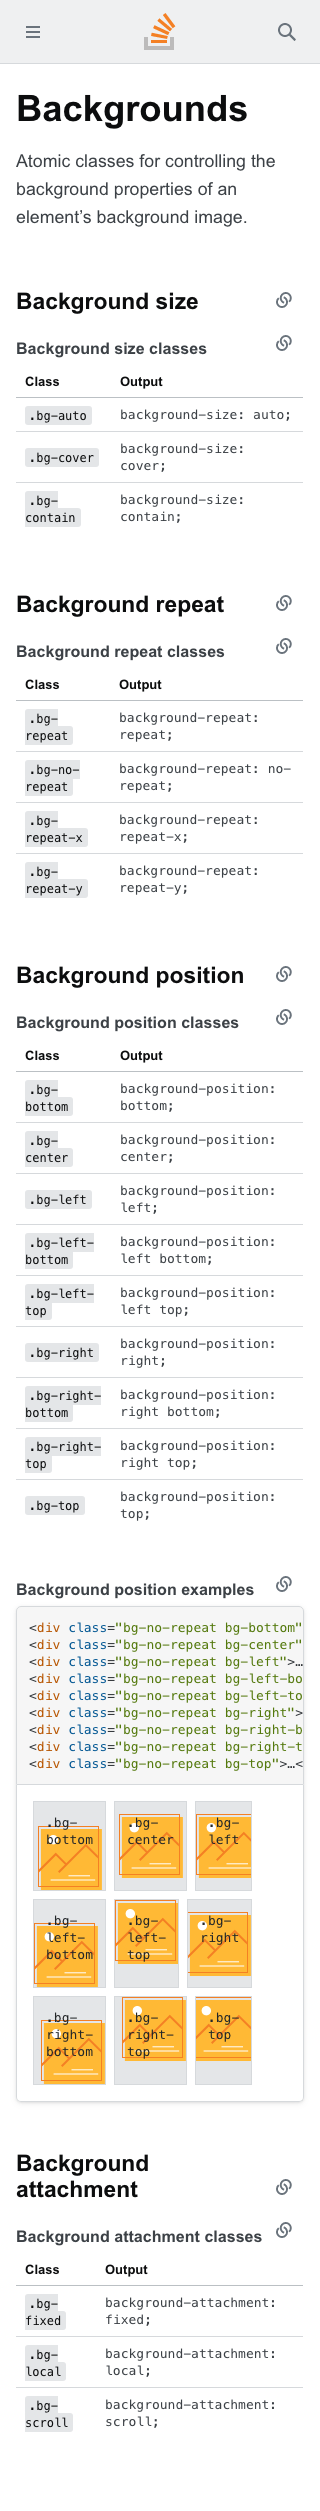 Backgrounds
Atomic classes for controlling the
background properties of an
element’s background image.
Background size
Background size classes
Class Output
.bg-auto background-size: auto;
.bg-cover background-size:
cover;
.bg- background-size:
contain contain;
Background repeat
Background repeat classes
Class Output
.bg- background-repeat:
repeat repeat;
.bg-no- background-repeat: no-
repeat repeat;
.bg- background-repeat:
repeat-x repeat-x;
.bg- background-repeat:
repeat-y repeat-y;
Background position
Background position classes
Class Output
.bg- background-position:
bottom bottom;
.bg- background-position:
center center;
.bg-left background-position:
left;
.bg-left- background-position:
bottom left bottom;
.bg-left- background-position:
top left top;
.bg-right background-position:
right;
.bg-right- background-position:
bottom right bottom;
.bg-right- background-position:
top right top;
.bg-top background-position:
top;
Background position examples
<div class="bg-no-repeat bg-bottom"
<div class="bg-no-repeat bg-center"
<div class="bg-no-repeat bg-left">…
<div class="bg-no-repeat bg-left-bo
<div class="bg-no-repeat bg-left-to
<div class="bg-no-repeat bg-right">
<div class="bg-no-repeat bg-right-b
<div class="bg-no-repeat bg-right-t
<div class="bg-no-repeat bg-top">…<
.bg- .bg- .bg-
bottom center left
.bg- .bg- .bg-
left- left- right
bottom top
.bg- .bg- .bg-
right- right- top
bottom top
Background
attachment
Background attachment classes
Class Output
.bg- background-attachment:
fixed fixed;
.bg- background-attachment:
local local;
.bg- background-attachment:
scroll scroll;